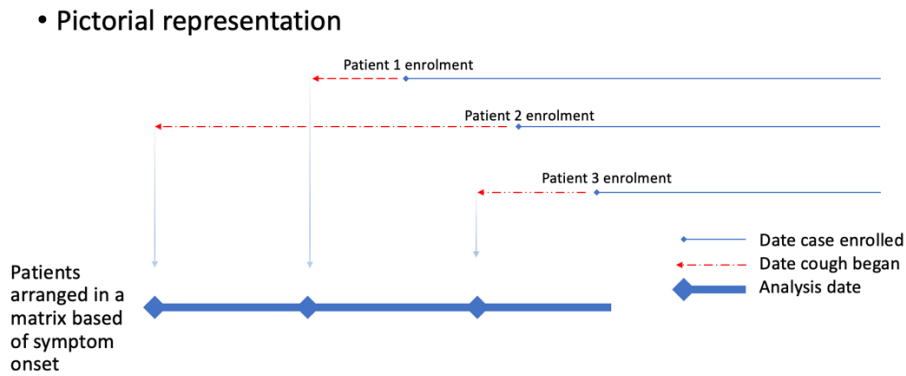 • Pictorial representation
Patient 1 enrolment
Patient 2 enrolment
Patient 3 enrolment
Date case enrolled
Date cough began
Analysis date
Patients
arranged in a
matrix based
of symptom
onset